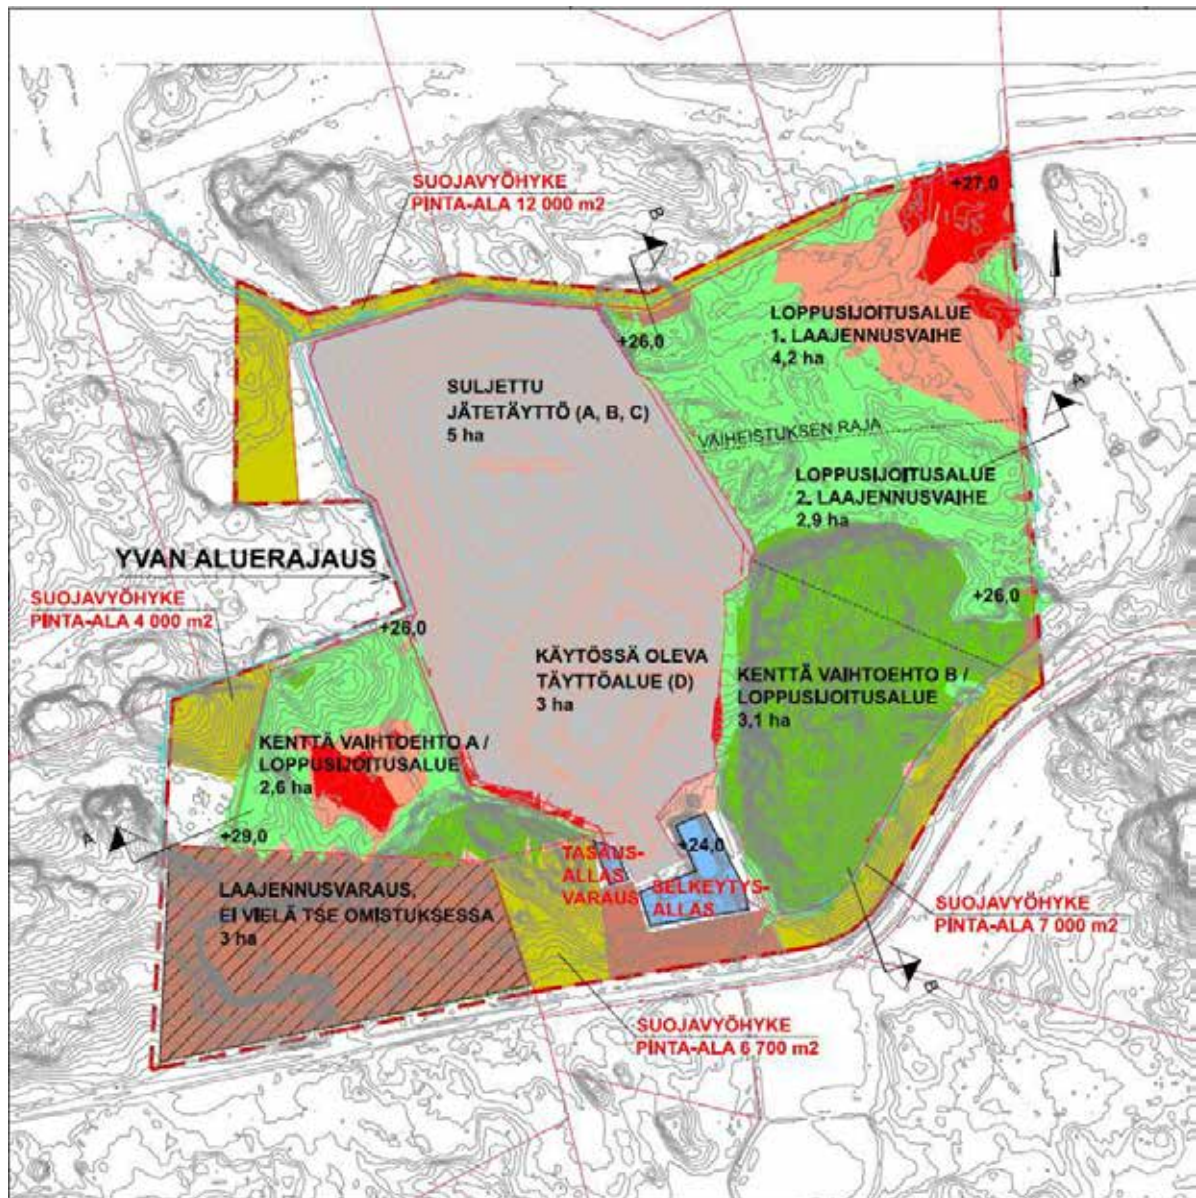 SUOJAVYÖHYKE
PINTA-ALA 12 000 m2
B
+27,0
LOPPUSIJOITUSALUE
1. LAAJENNUSVAIHE
4,2 ha
+26,0
SULJETTU
JÄTETÄYTTÖ (A, B, C)
5 ha
A
VAIHEISTUKSEN RAJA
LOPPUSIJOITUSALUE
2. LAAJENNUSVAIHE
2,9 ha
YVAN ALUERAJAUS
SUOJAVYÖHYKE
PINTA-ALA 4 000 m2
+26,0
+26,0
KÄYTÖSSÄ OLEVA
TÄYTTÖALUE (D)
3 ha
KENTTÄ VAIHTOEHTO B /
LOPPUSIJOITUSALUE
3,1 ha
KENTTÄ VAIHTOEHTO A /
LOPPUSIJOITUSALUE
2,6 ha
A
+29,0
+24,0
TASAUS-
ALLAS
VARAUS
SELKEYTYS-
ALLAS
LAAJENNUSVARAUS,
EI VIELÄ TSE OMISTUKSESSA
3 ha
SUOJAVYÖHYKE
PINTA-ALA 7 000 m2
B
SUOJAVYÖHYKE
PINTA-ALA 6 700 m2